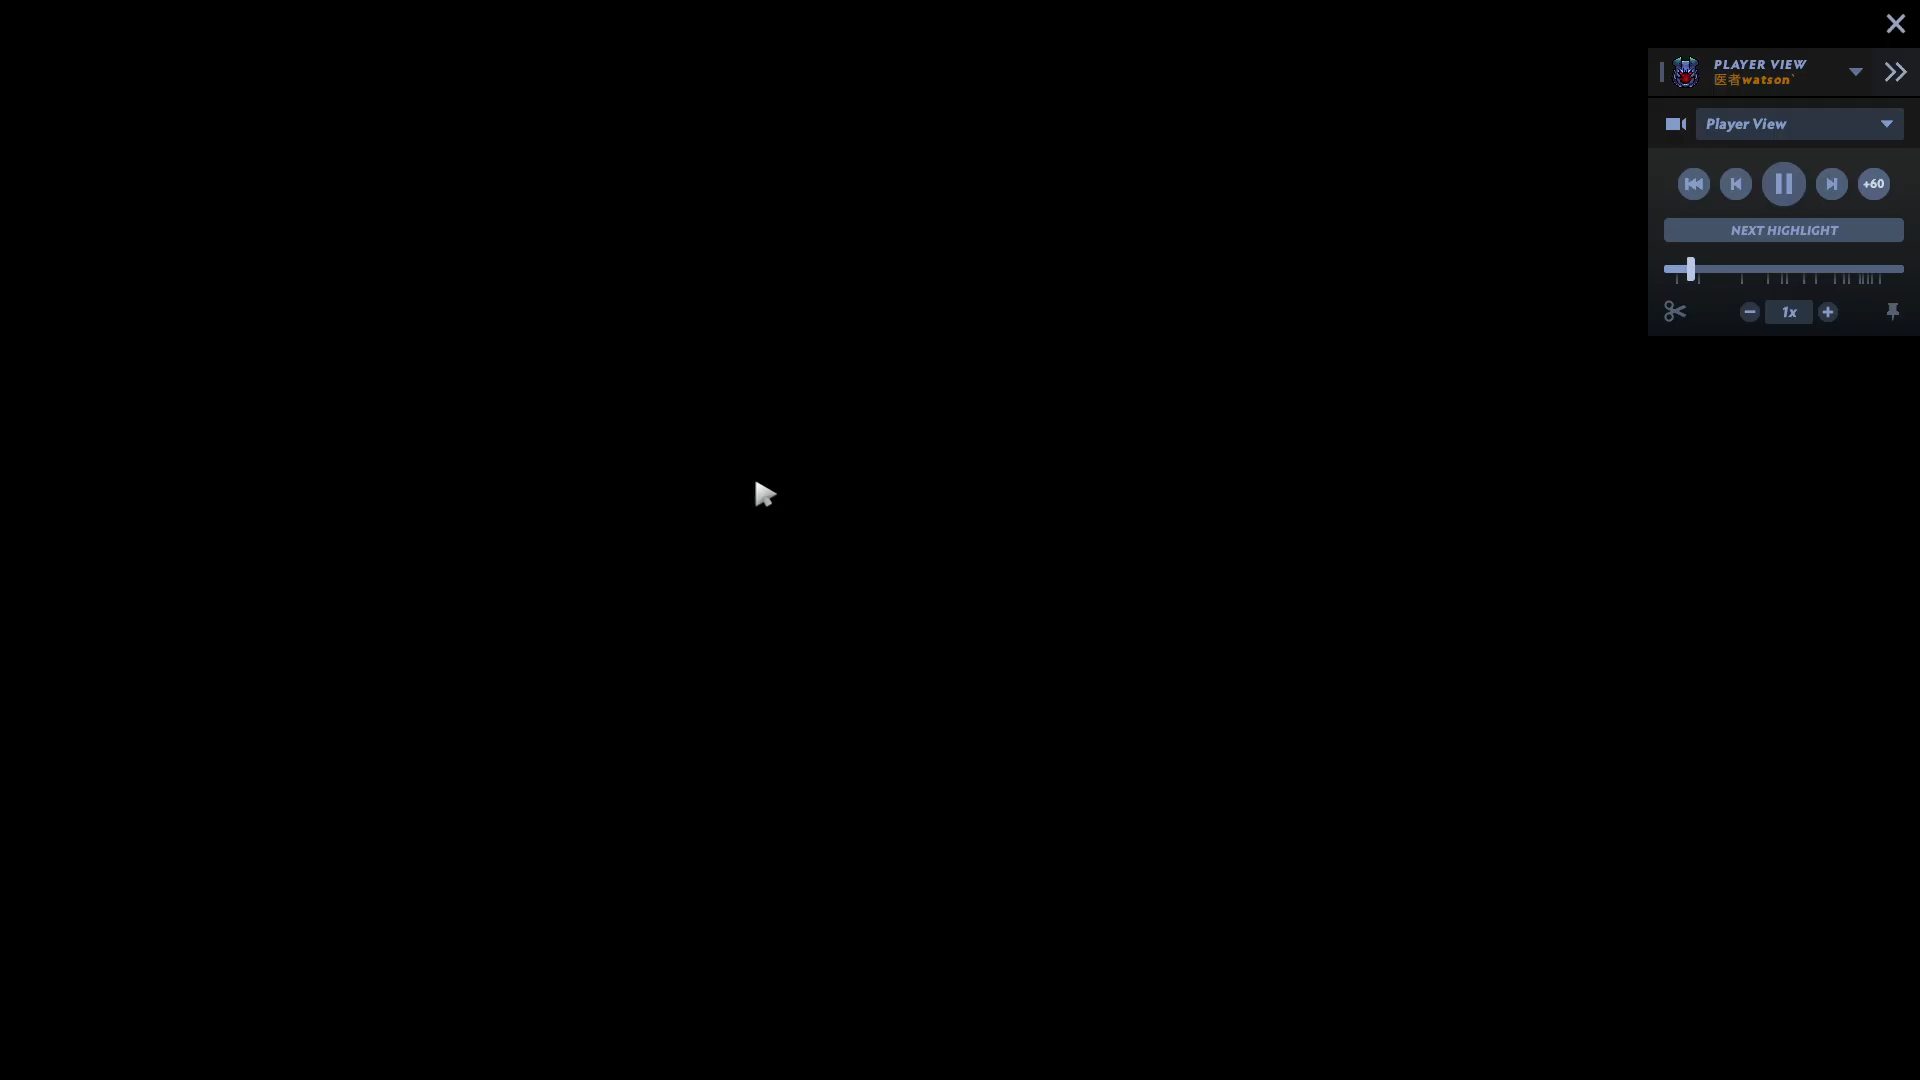 PLAYER VIEW
医者watson`
Player View
+60
NEXT HIGHLIGHT
1x